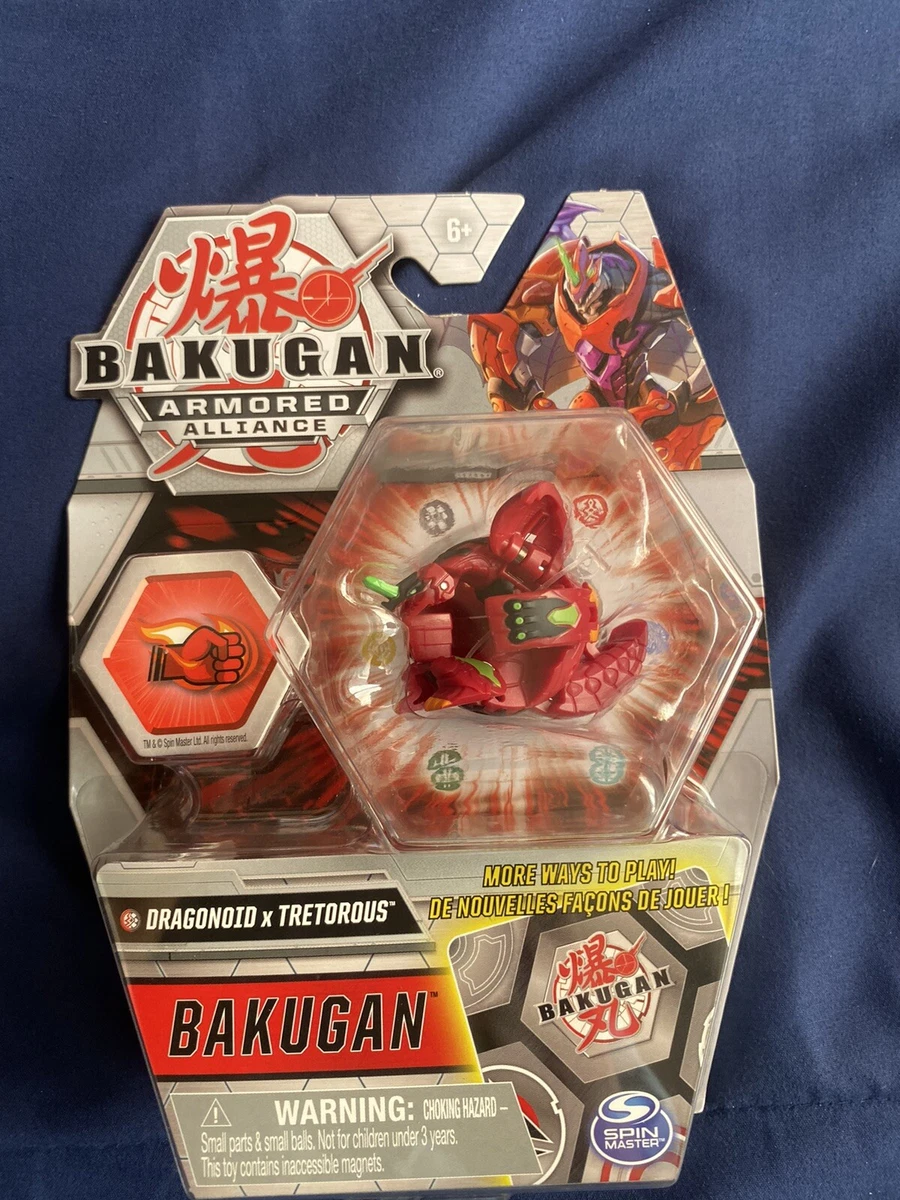 6+
爆
BAKUGAN®
ARMORED
ALLIANCE
TM & © Spin Master Ltd. All rights reserved.
MORE WAYS TO PLAY!
DE NOUVELLES FAÇONS DE JOUER !
DRAGONOID x TRETOROUS™
BAKUGAN™
爆
BAKUGAN
丸
WARNING: CHOKING HAZARD –
Small parts & small balls. Not for children under 3 years.
This toy contains inaccessible magnets.
SPIN
MASTER™